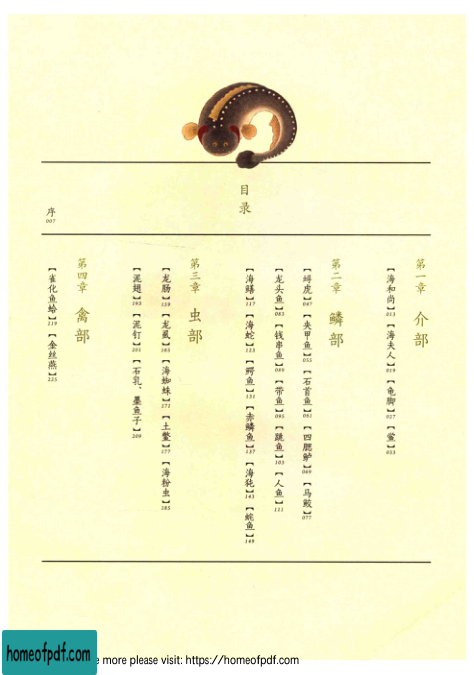 目录
序
007
第一章 介部
【海和尚】013 【海夫人】019 【龟脚】027 【鲎】033
第二章 鳞部
【鲟虎】047 【夹甲鱼】055 【石首鱼】061 【四腮鲈】069 【马鲛】077
【龙头鱼】083 【钱串鱼】089 【带鱼】095 【跳鱼】103 【人鱼】111
【海鳝】117 【海蛇】123 【鳄鱼】131 【赤鳞鱼】137 【海㹠】143 【蜿鱼】149
第三章 虫部
【龙肠】159 【龙虱】165 【海蜘蛛】171 【土鳖】177 【海粉虫】185
【泥翅】193 【泥钉】201 【石乳、墨鱼子】209
第四章 禽部
【雀化鱼蛤】219 【金丝燕】225
homeofpdf.com
e more please visit: https://homeofpdf.com